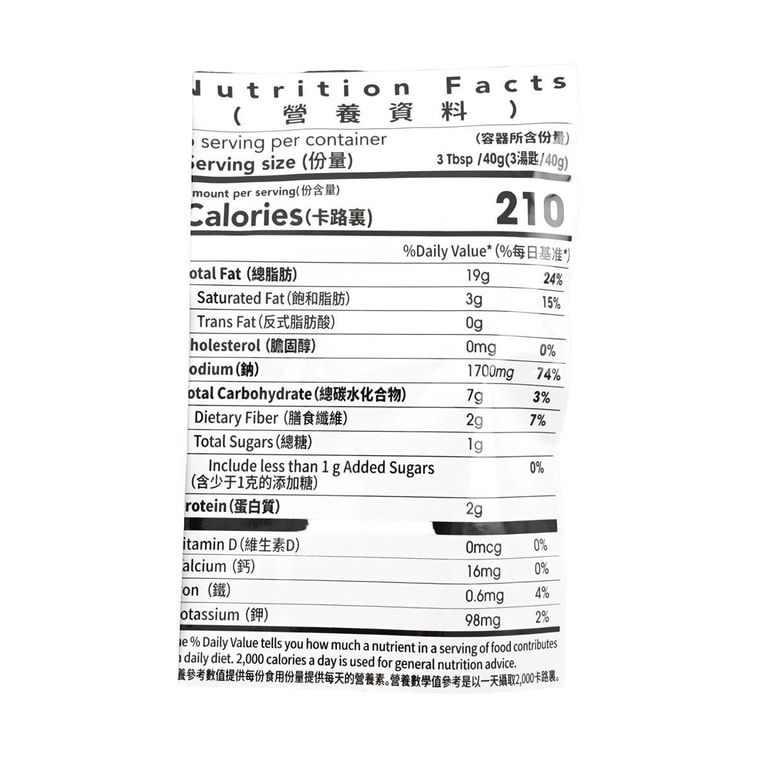 Nutrition Facts
(營養資料)
serving per container (容器所含份量)
Serving size (份量) 3 Tbsp /40g(3湯匙/40g)
mount per serving(份含量)
Calories(卡路裏) 210
%Daily Value* (%每日基准*)
otal Fat (總脂肪) 19g 24%
Saturated Fat(飽和脂肪) 3g 15%
Trans Fat(反式脂肪酸) 0g
holesterol (膽固醇) 0mg 0%
odium(鈉) 1700mg 74%
otal Carbohydrate(總碳水化合物) 7g 3%
Dietary Fiber (膳食纖維) 2g 7%
Total Sugars(總糖) 1g
Include less than 1 g Added Sugars 0%
(含少于1克的添加糖)
rotein(蛋白質) 2g
itamin D(維生素D) 0mcg 0%
alcium (鈣) 16mg 0%
on (鐵) 0.6mg 4%
otassium (鉀) 98mg 2%
e % Daily Value tells you how much a nutrient in a serving of food contributes
a daily diet. 2,000 calories a day is used for general nutrition advice.
養參考數值提供每份食用份量提供每天的營養素。營養數學值參考是以一天攝取2,000卡路裏。